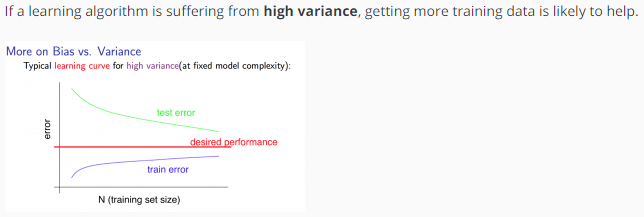 If a learning algorithm is suffering from high variance, getting more training data is likely to help.
More on Bias vs. Variance
Typical learning curve for high variance(at fixed model complexity):
test error
error
desired performance
train error
N (training set size)